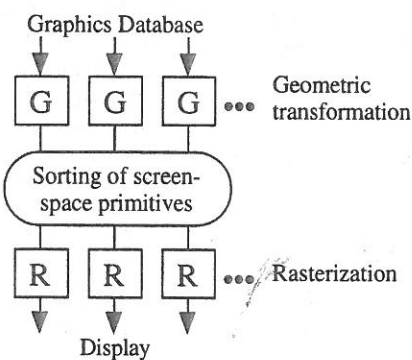 Graphics Database
G G G ••• Geometric
transformation
Sorting of screen-
space primitives
R R R ••• Rasterization
Display